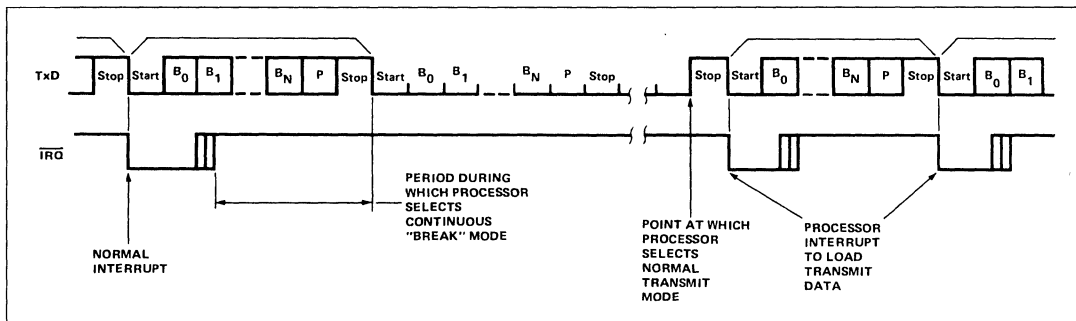 TxD Stop Start B0 B1 BN P Stop Start B0 B1 BN P Stop Stop Start B0 BN P Stop Start B0 B1
IRQ
NORMAL
INTERRUPT
PERIOD DURING
WHICH PROCESSOR
SELECTS
CONTINUOUS
"BREAK" MODE
POINT AT WHICH
PROCESSOR
SELECTS
NORMAL
TRANSMIT
MODE
PROCESSOR
INTERRUPT
TO LOAD
TRANSMIT
DATA